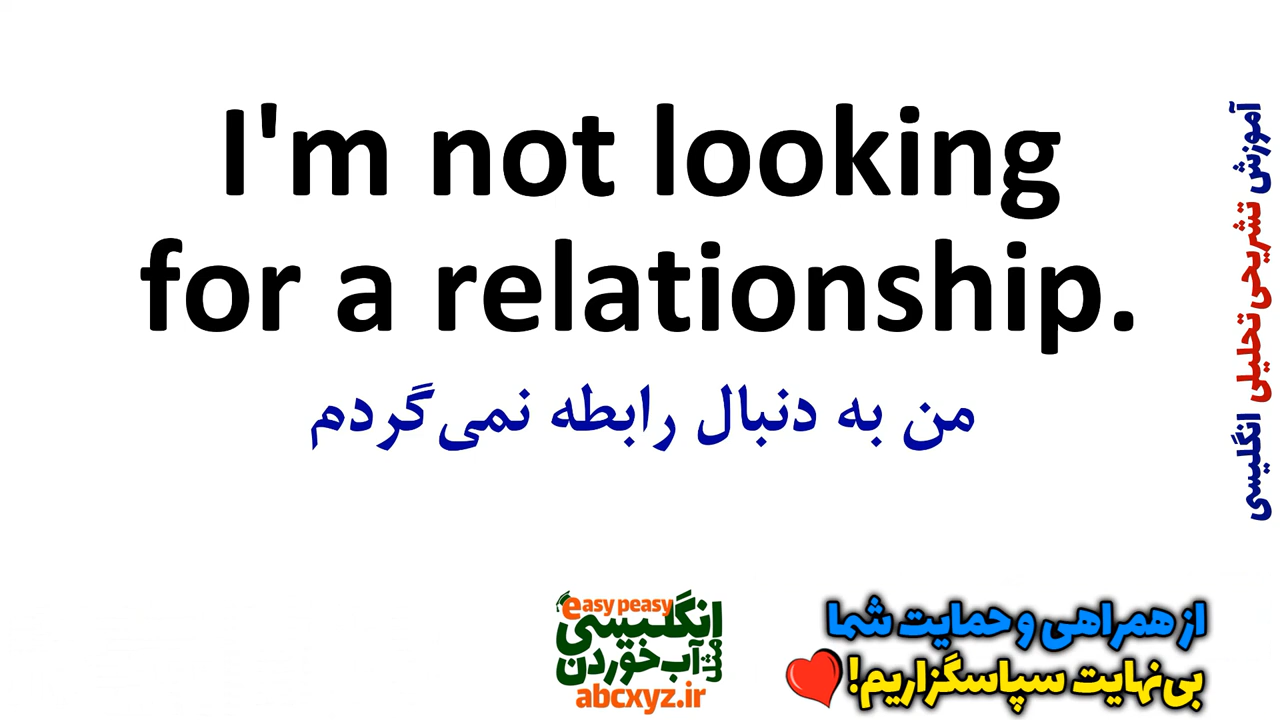 I'm not looking
for a relationship.
من به دنبال رابطه نمی‌گردم
آموزش تشریحی تحلیلی انگلیسی
easy peasy
انگلیسی
مثل آب خوردن
abcxyz.ir
از همراهی و حمایت شما
بی‌نهایت سپاسگزاریم!